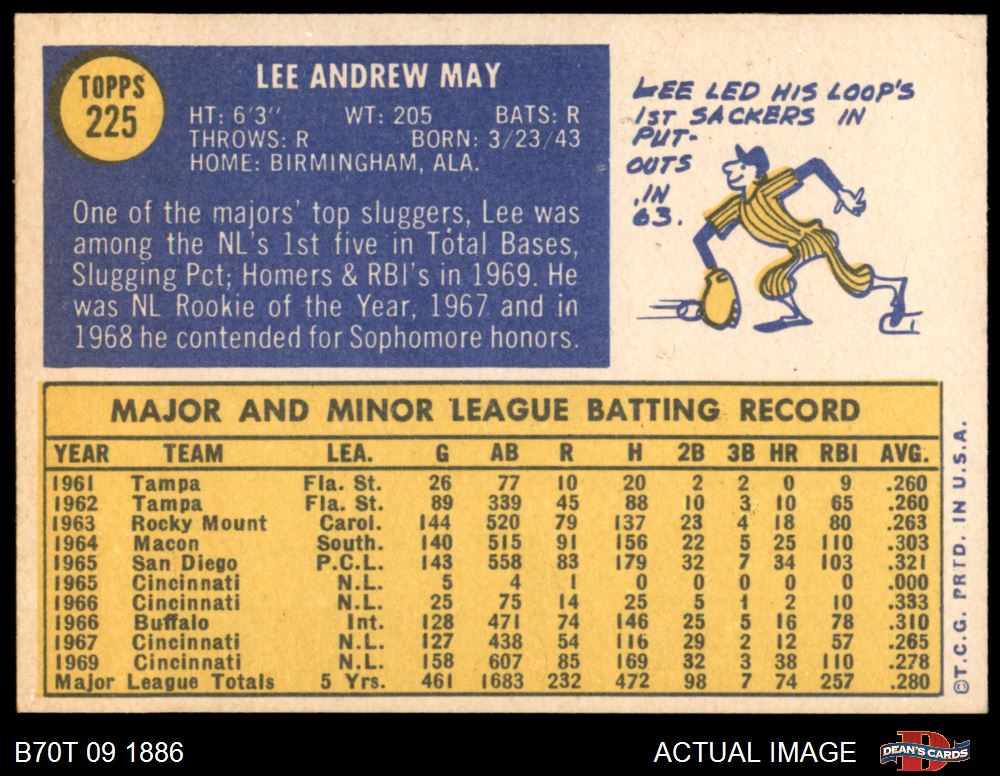 TOPPS
225
LEE ANDREW MAY
HT: 6'3'' WT: 205 BATS: R
THROWS: R BORN: 3/23/43
HOME: BIRMINGHAM, ALA.
One of the majors' top sluggers, Lee was
among the NL's 1st five in Total Bases,
Slugging Pct; Homers & RBI's in 1969. He
was NL Rookie of the Year, 1967 and in
1968 he contended for Sophomore honors.
LEE LED HIS LOOP'S
1ST SACKERS IN
PUT-
OUTS
IN
63.
MAJOR AND MINOR LEAGUE BATTING RECORD
YEAR TEAM LEA. G AB R H 2B 3B HR RBI AVG.
1961 Tampa Fla. St. 26 77 10 20 2 2 0 9 .260
1962 Tampa Fla. St. 89 339 45 88 10 3 10 65 .260
1963 Rocky Mount Carol. 144 520 79 137 23 4 18 80 .263
1964 Macon South. 140 515 91 156 22 5 25 110 .303
1965 San Diego P.C.L. 143 558 83 179 32 7 34 103 .321
1965 Cincinnati N.L. 5 4 1 0 0 0 0 0 .000
1966 Cincinnati N.L. 25 75 14 25 5 1 2 10 .333
1966 Buffalo Int. 128 471 74 146 25 5 16 78 .310
1967 Cincinnati N.L. 127 438 54 116 29 2 12 57 .265
1969 Cincinnati N.L. 158 607 85 169 32 3 38 110 .278
Major League Totals 5 Yrs. 461 1683 232 472 98 7 74 257 .280
©T.C.G. PRTD. IN U.S.A.
B70T 09 1886
ACTUAL IMAGE
D
DEAN'S CARDS